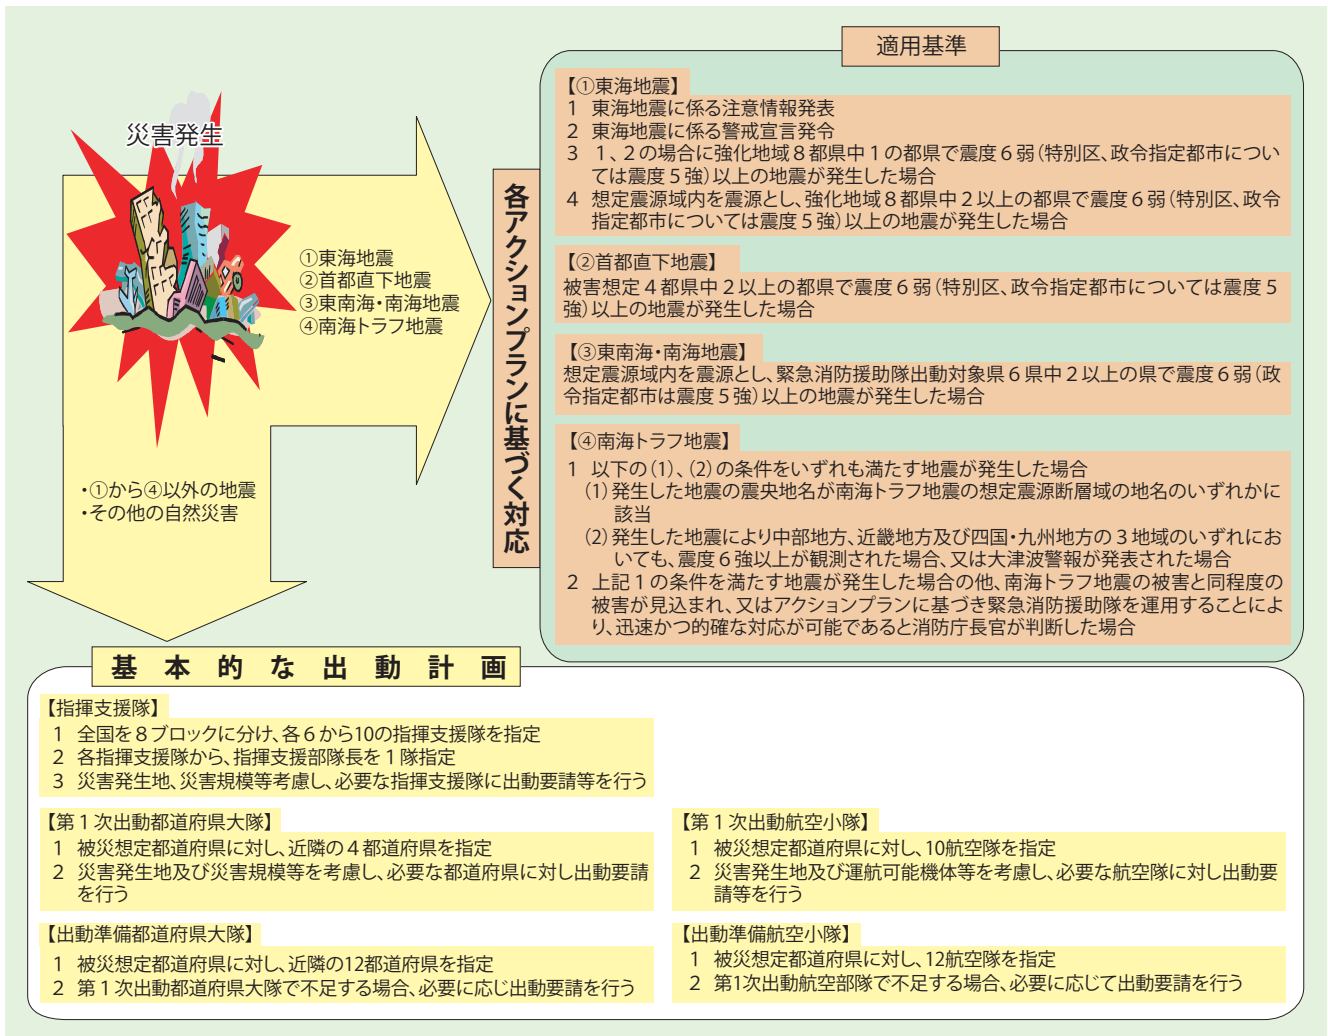 災害発生
①東海地震
②首都直下地震
③東南海・南海地震
④南海トラフ地震
・①から④以外の地震
・その他の自然災害
各アクションプランに基づく対応
適用基準
【①東海地震】
1 東海地震に係る注意情報発表
2 東海地震に係る警戒宣言発令
3 1、2の場合に強化地域8都県中1の都県で震度6弱(特別区、政令指定都市につい
ては震度5強)以上の地震が発生した場合
4 想定震源域内を震源とし、強化地域8都県中2以上の都県で震度6弱(特別区、政令
指定都市については震度5強)以上の地震が発生した場合
【②首都直下地震】
被害想定4都県中2以上の都県で震度6弱(特別区、政令指定都市については震度5
強)以上の地震が発生した場合
【③東南海・南海地震】
想定震源域内を震源とし、緊急消防援助隊出動対象県6県中2以上の県で震度6弱(政
令指定都市は震度5強)以上の地震が発生した場合
【④南海トラフ地震】
1 以下の(1)、(2)の条件をいずれも満たす地震が発生した場合
(1)発生した地震の震央地名が南海トラフ地震の想定震源断層域の地名のいずれかに
該当
(2)発生した地震により中部地方、近畿地方及び四国・九州地方の3地域のいずれにお
いても、震度6強以上が観測された場合、又は大津波警報が発表された場合
2 上記1の条件を満たす地震が発生した場合の他、南海トラフ地震の被害と同程度の
被害が見込まれ、又はアクションプランに基づき緊急消防援助隊を運用することによ
り、迅速かつ的確な対応が可能であると消防庁長官が判断した場合
基本的な出動計画
【指揮支援隊】
1 全国を8ブロックに分け、各6から10の指揮支援隊を指定
2 各指揮支援隊から、指揮支援部隊長を1隊指定
3 災害発生地、災害規模等考慮し、必要な指揮支援隊に出動要請等を行う
【第1次出動都道府県大隊】
1 被災想定都道府県に対し、近隣の4都道府県を指定
2 災害発生地及び災害規模等を考慮し、必要な都道府県に対し出動要請
を行う
【出動準備都道府県大隊】
1 被災想定都道府県に対し、近隣の12都道府県を指定
2 第1次出動都道府県大隊で不足する場合、必要に応じ出動要請を行う
【第1次出動航空小隊】
1 被災想定都道府県に対し、10航空隊を指定
2 災害発生地及び運航可能機体等を考慮し、必要な航空隊に対し出動要
請等を行う
【出動準備航空小隊】
1 被災想定都道府県に対し、12航空隊を指定
2 第1次出動航空部隊で不足する場合、必要に応じて出動要請を行う